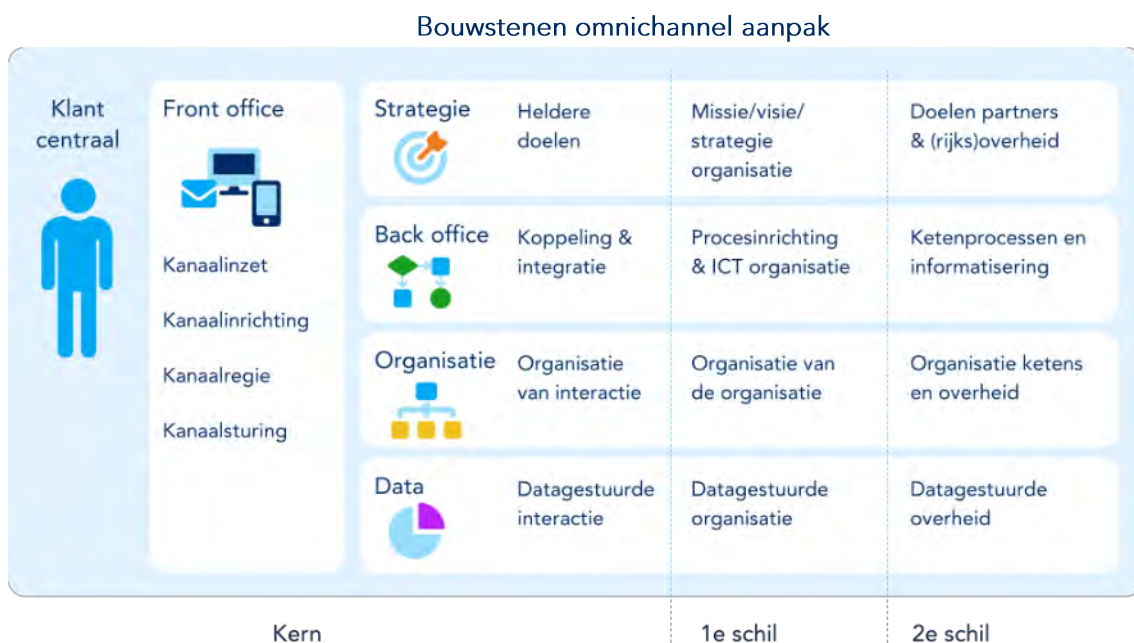 Bouwstenen omnichannel aanpak
Klant
centraal
Front office
Kanaalinzet
Kanaalinrichting
Kanaalregie
Kanaalsturing
Strategie
Heldere
doelen
Missie/visie/
strategie
organisatie
Doelen partners
& (rijks)overheid
Back office
Koppeling &
integratie
Procesinrichting
& ICT organisatie
Ketenprocessen en
informatisering
Organisatie
Organisatie
van interactie
Organisatie van
de organisatie
Organisatie ketens
en overheid
Data
Datagestuurde
interactie
Datagestuurde
organisatie
Datagestuurde
overheid
Kern
1e schil
2e schil